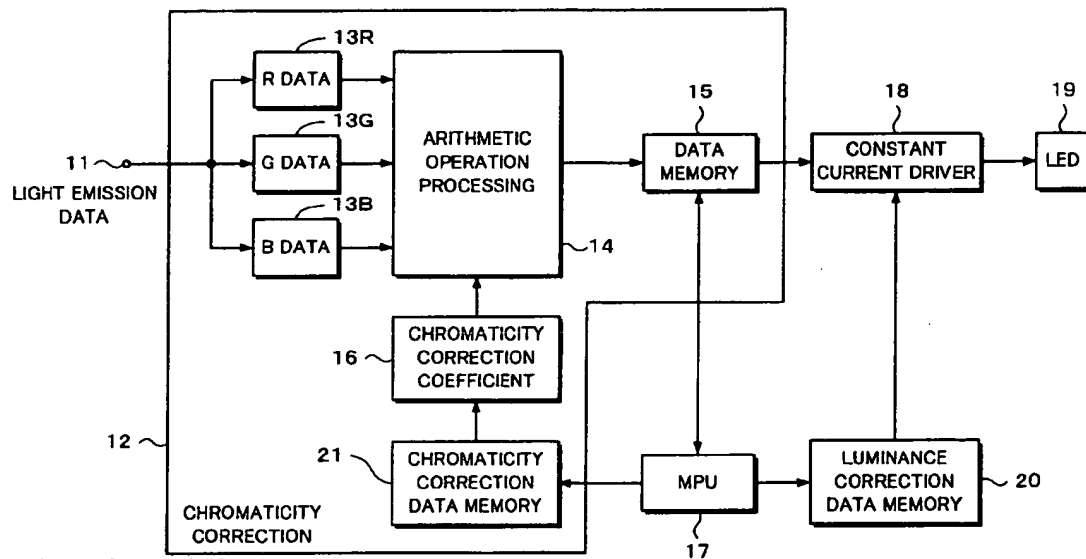 13R
R DATA
13G
G DATA
13B
B DATA
11
LIGHT EMISSION
DATA
ARITHMETIC
OPERATION
PROCESSING
14
15
DATA
MEMORY
18
CONSTANT
CURRENT DRIVER
19
LED
16
CHROMATICITY
CORRECTION
COEFFICIENT
12
21
CHROMATICITY
CORRECTION
DATA MEMORY
MPU
17
LUMINANCE
CORRECTION
DATA MEMORY
20
CHROMATICITY
CORRECTION